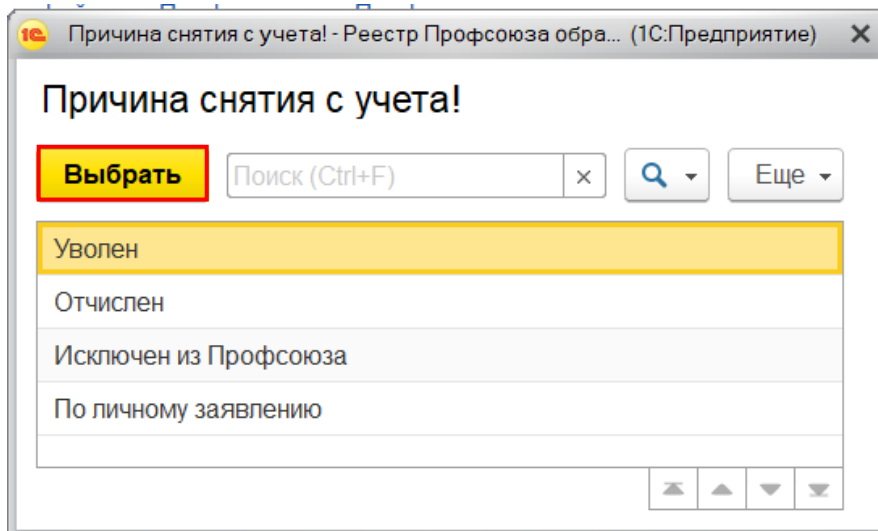 1С Причина снятия с учета! - Реестр Профсоюза обра... (1С:Предприятие)
Причина снятия с учета!
Выбрать Поиск (Ctrl+F) × Еще
Уволен
Отчислен
Исключен из Профсоюза
По личному заявлению